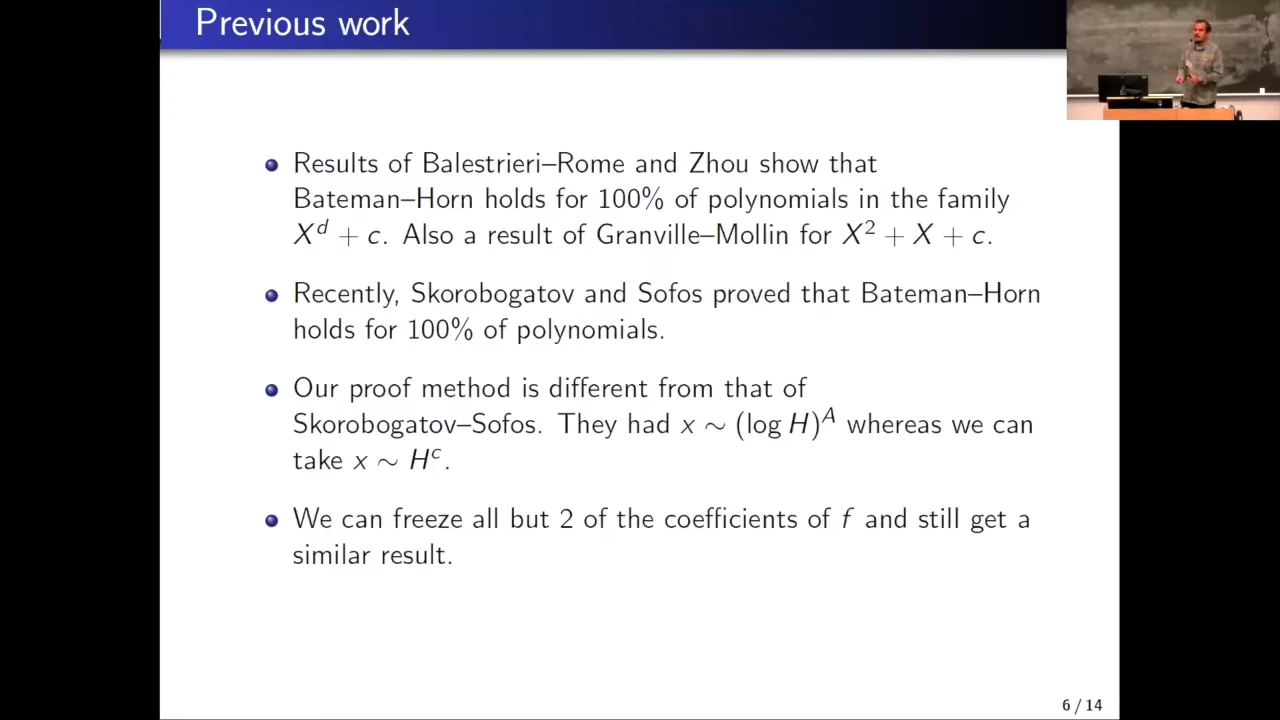 Previous work
Results of Balestrieri–Rome and Zhou show that
Bateman–Horn holds for 100% of polynomials in the family
X^d + c. Also a result of Granville–Mollin for X^2 + X + c.
Recently, Skorobogatov and Sofos proved that Bateman–Horn
holds for 100% of polynomials.
Our proof method is different from that of
Skorobogatov–Sofos. They had x ∼ (log H)^A whereas we can
take x ∼ H^c.
We can freeze all but 2 of the coefficients of f and still get a
similar result.
6 / 14